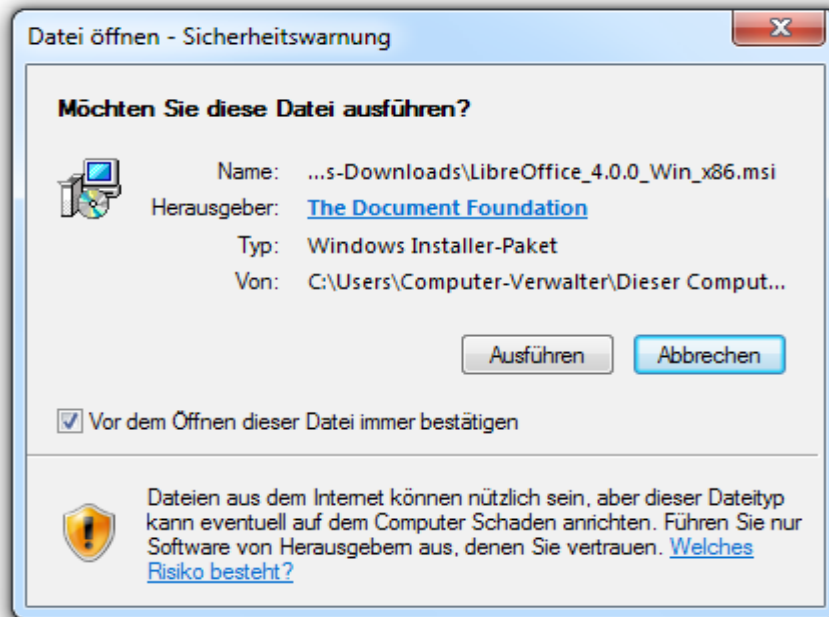 Datei öffnen - Sicherheitswarnung
Möchten Sie diese Datei ausführen?
Name: ...s-Downloads\LibreOffice_4.0.0_Win_x86.msi
Herausgeber: The Document Foundation
Typ: Windows Installer-Paket
Von: C:\Users\Computer-Verwalter\Dieser Comput...
Ausführen Abbrechen
Vor dem Öffnen dieser Datei immer bestätigen
Dateien aus dem Internet können nützlich sein, aber dieser Dateityp
kann eventuell auf dem Computer Schaden anrichten. Führen Sie nur
Software von Herausgebern aus, denen Sie vertrauen. Welches
Risiko besteht?